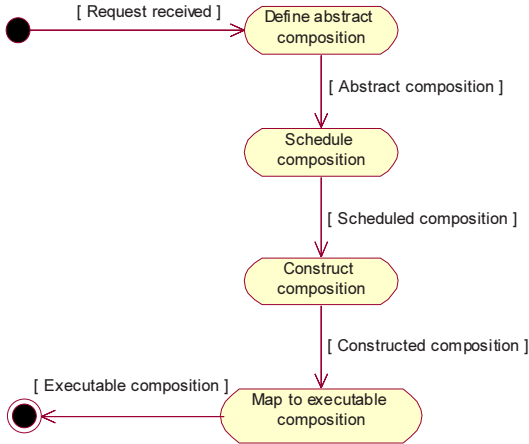 [ Request received ]
Define abstract
composition
[ Abstract composition ]
Schedule
composition
[ Scheduled composition ]
Construct
composition
[ Constructed composition ]
[ Executable composition ]
Map to executable
composition